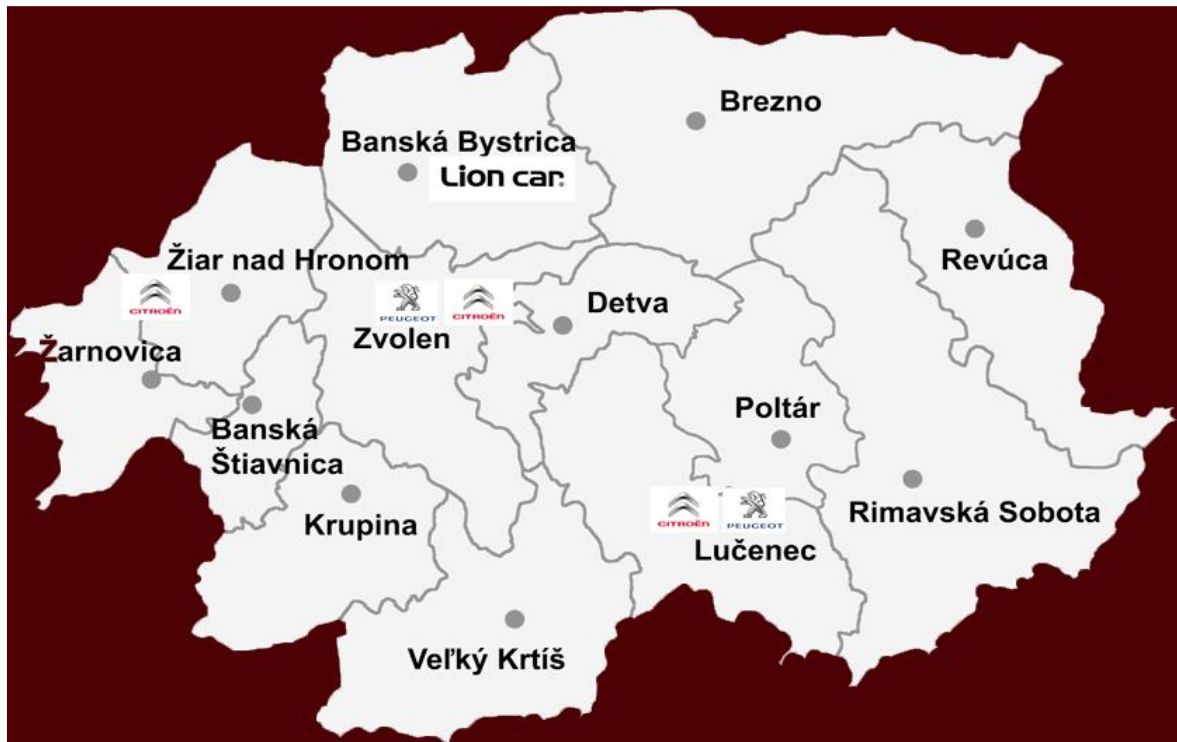 Brezno
Banská Bystrica
Lion car.
Revúca
Žiar nad Hronom
CITROËN
PEUGEOT
CITROËN
Detva
Zvolen
Žarnovica
Poltár
Banská
Štiavnica
Krupina
CITROËN
PEUGEOT
Rimavská Sobota
Lučenec
Veľký Krtíš